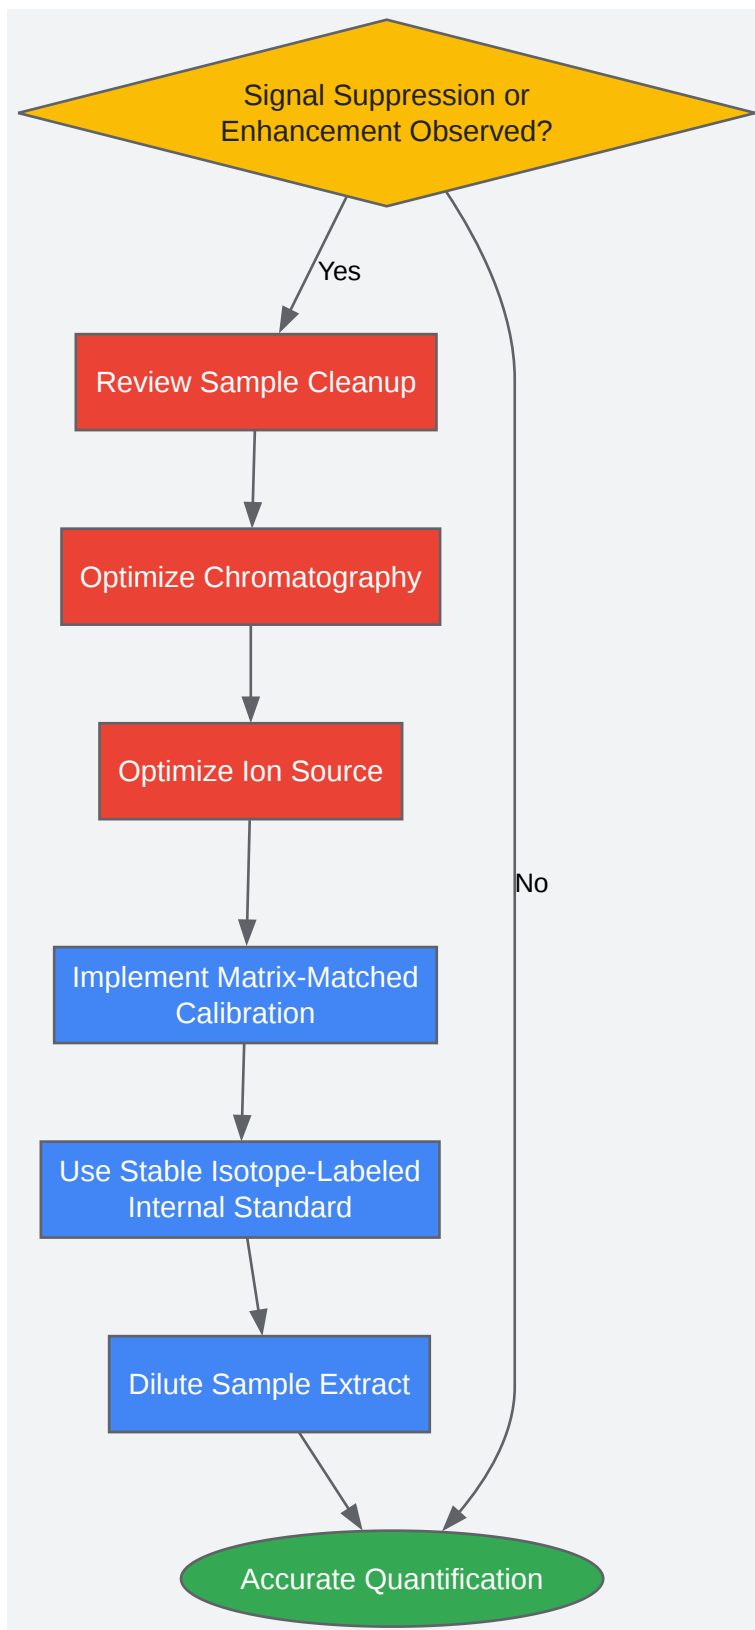 Signal Suppression or
Enhancement Observed?
Yes
Review Sample Cleanup
Optimize Chromatography
Optimize Ion Source
No
Implement Matrix-Matched
Calibration
Use Stable Isotope-Labeled
Internal Standard
Dilute Sample Extract
Accurate Quantification